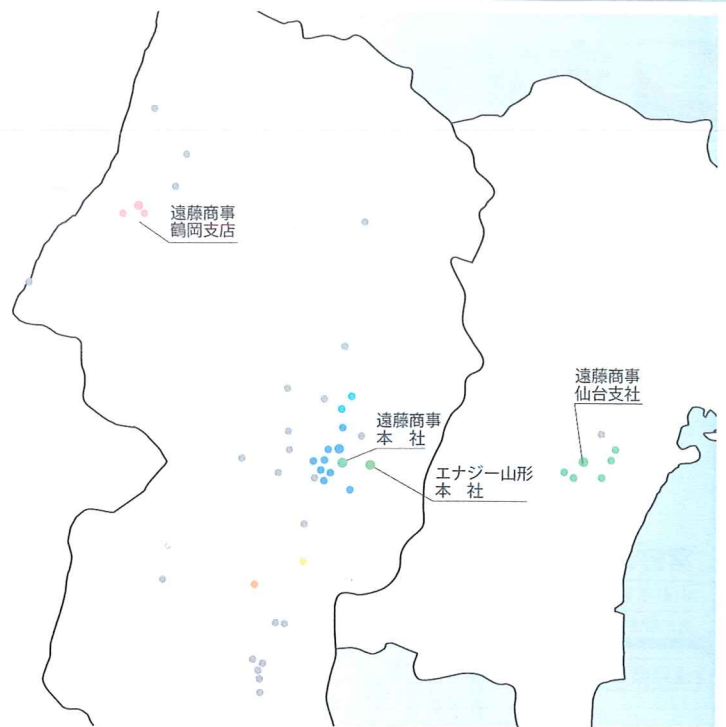 遠藤商事
鶴岡支店
遠藤商事
仙台支社
遠藤商事
本　社
エナジー山形
本　社